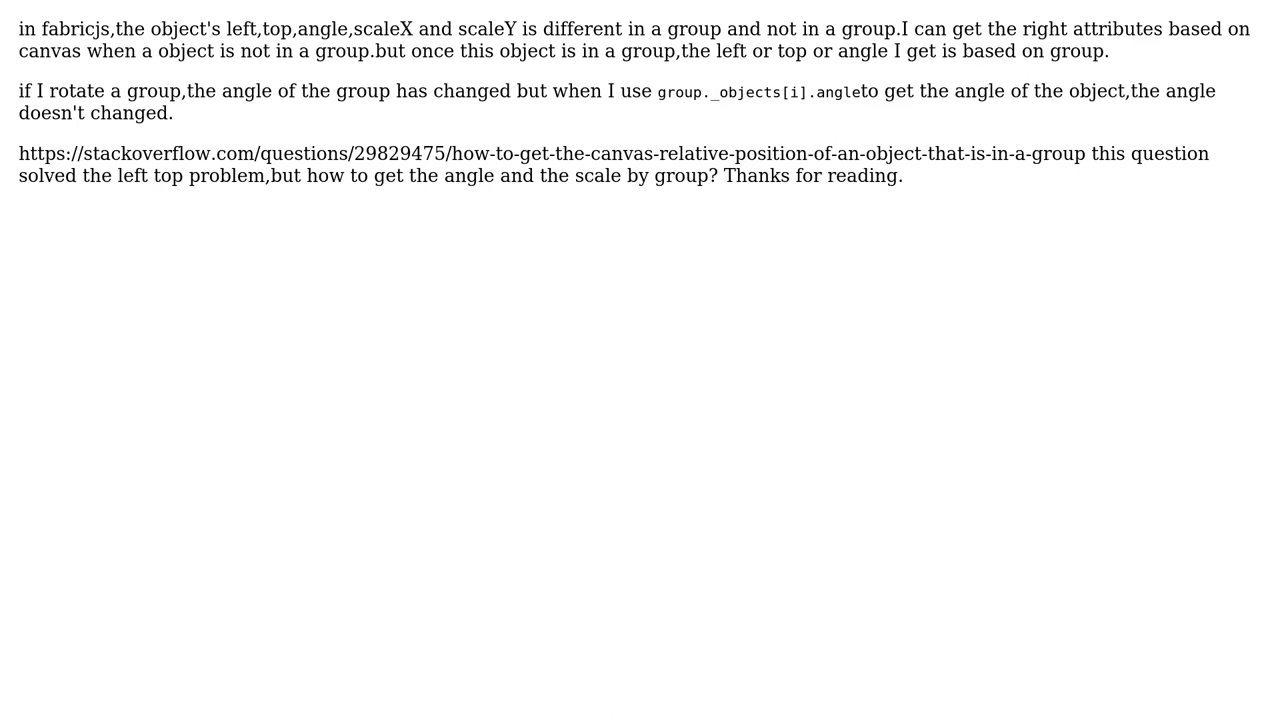 in fabricjs,the object's left,top,angle,scaleX and scaleY is different in a group and not in a group.I can get the right attributes based on
canvas when a object is not in a group.but once this object is in a group,the left or top or angle I get is based on group.
if I rotate a group,the angle of the group has changed but when I use group._objects[i].angleto get the angle of the object,the angle
doesn't changed.
https://stackoverflow.com/questions/29829475/how-to-get-the-canvas-relative-position-of-an-object-that-is-in-a-group this question
solved the left top problem,but how to get the angle and the scale by group? Thanks for reading.